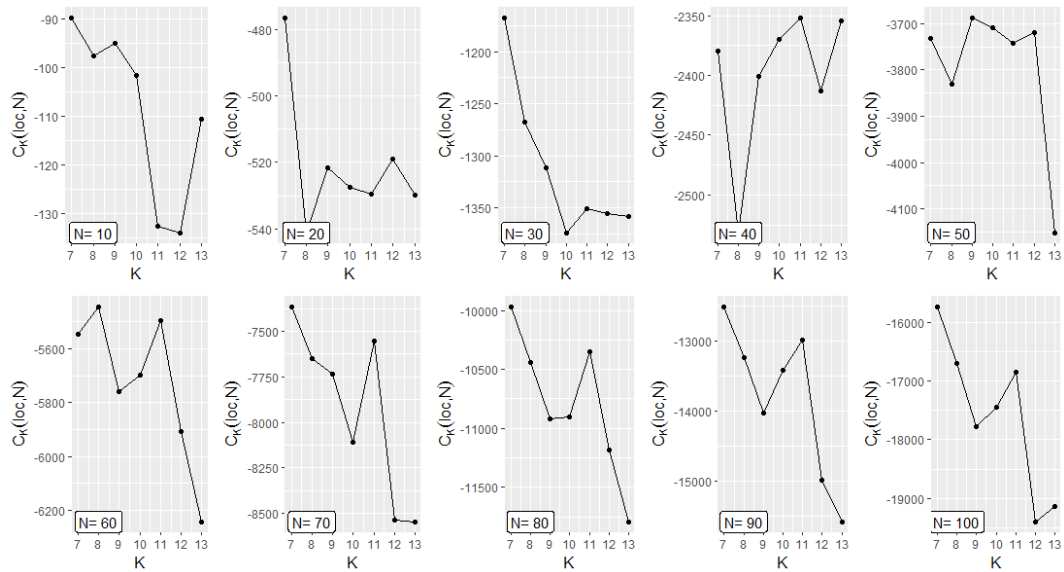 -90
-100
-110
-120
-130
C_K(loc,N)
N= 10
7 8 9 10 11 12 13
K
-480
-500
-520
-540
C_K(loc,N)
N= 20
7 8 9 10 11 12 13
K
-1200
-1250
-1300
-1350
C_K(loc,N)
N= 30
7 8 9 10 11 12 13
K
-2350
-2400
-2450
-2500
C_K(loc,N)
N= 40
7 8 9 10 11 12 13
K
-3700
-3800
-3900
-4000
-4100
C_K(loc,N)
N= 50
7 8 9 10 11 12 13
K
-5600
-5800
-6000
-6200
C_K(loc,N)
N= 60
7 8 9 10 11 12 13
K
-7500
-7750
-8000
-8250
-8500
C_K(loc,N)
N= 70
7 8 9 10 11 12 13
K
-10000
-10500
-11000
-11500
C_K(loc,N)
N= 80
7 8 9 10 11 12 13
K
-13000
-14000
-15000
C_K(loc,N)
N= 90
7 8 9 10 11 12 13
K
-16000
-17000
-18000
-19000
C_K(loc,N)
N= 100
7 8 9 10 11 12 13
K